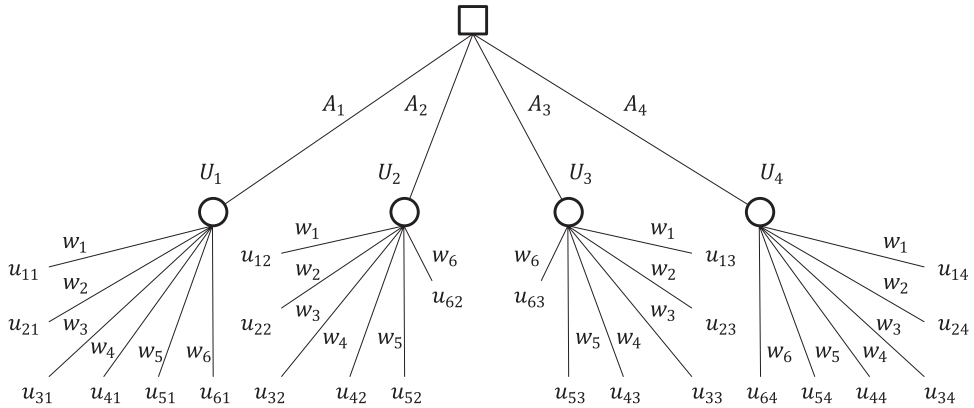 A₁ A₂ A₃ A₄
U₁ U₂ U₃ U₄
w₁ w₁ w₁ w₁
u₁₁ u₁₂ w₆ w₆ u₁₃ u₁₄
w₂ w₂ w₂ w₂
u₆₂ u₆₃
u₂₁ w₃ u₂₂ w₃ w₃ u₂₃ w₃ u₂₄
w₄ w₅ w₆ w₄ w₅ w₅ w₄ w₆ w₅ w₄
u₃₁ u₄₁ u₅₁ u₆₁ u₃₂ u₄₂ u₅₂ u₅₃ u₄₃ u₃₃ u₆₄ u₅₄ u₄₄ u₃₄